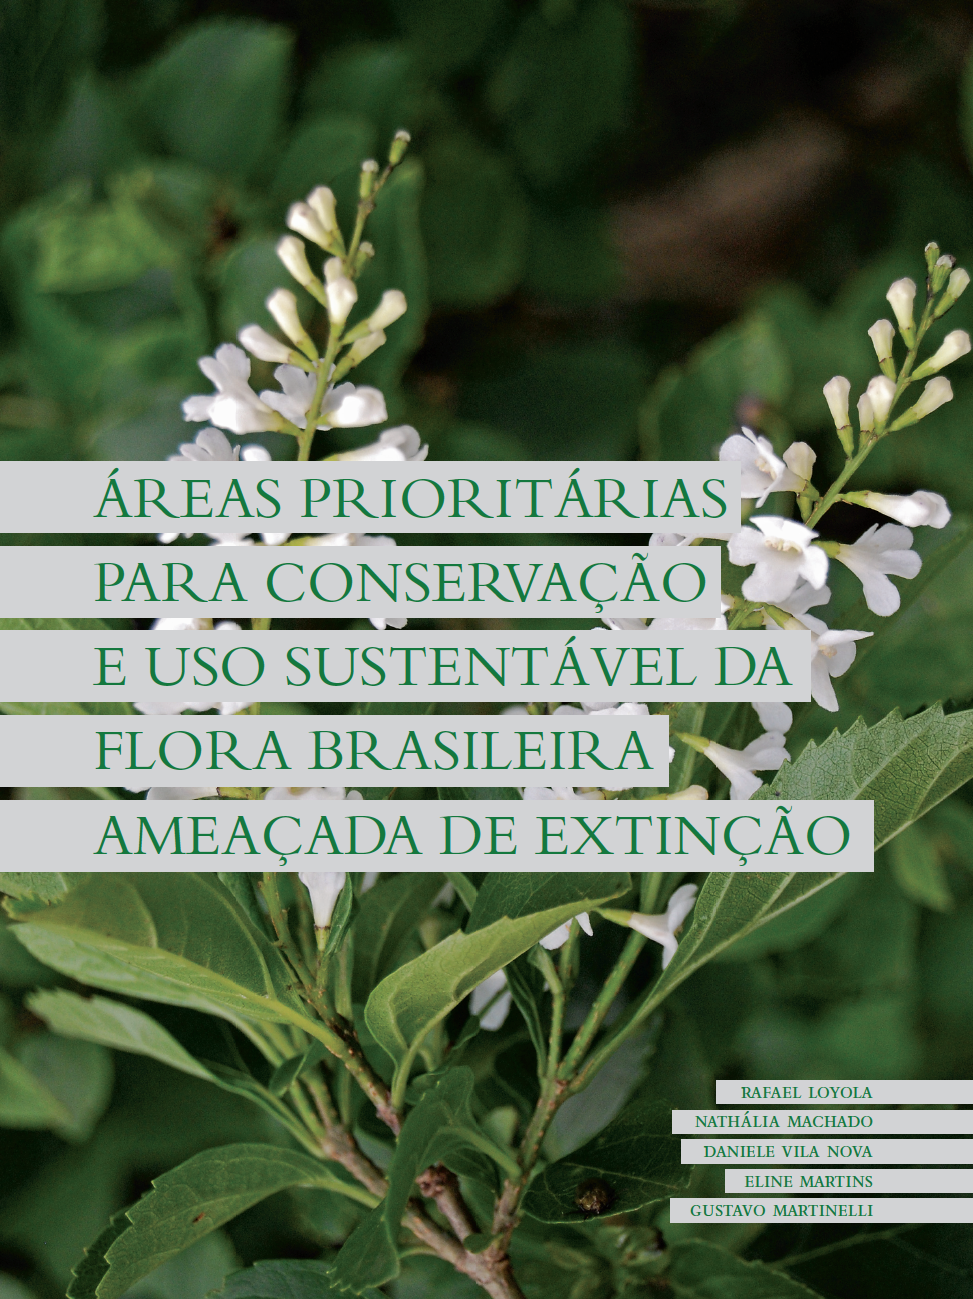 ÁREAS PRIORITÁRIAS
PARA CONSERVAÇÃO
E USO SUSTENTÁVEL DA
FLORA BRASILEIRA
AMEAÇADA DE EXTINÇÃO
RAFAEL LOYOLA
NATHÁLIA MACHADO
DANIELE VILA NOVA
ELINE MARTINS
GUSTAVO MARTINELLI